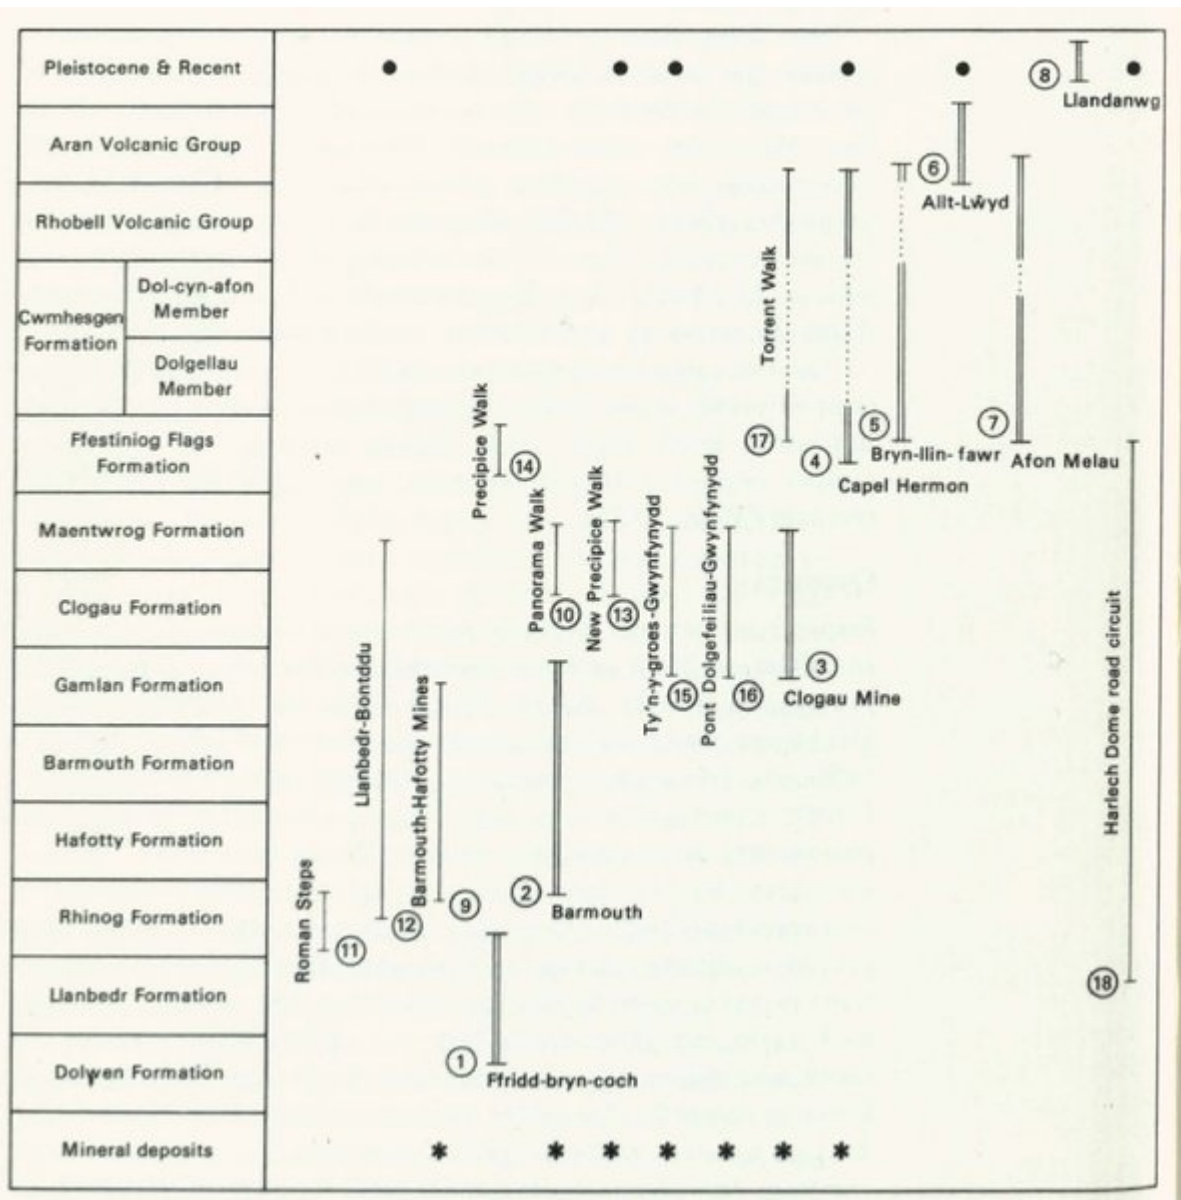 Pleistocene & Recent
Aran Volcanic Group
Rhobell Volcanic Group
Cwmhesgen
Formation
Dol-cyn-afon
Member
Dolgellau
Member
Ffestiniog Flags
Formation
Maentwrog Formation
Clogau Formation
Gamlan Formation
Barmouth Formation
Hafotty Formation
Rhinog Formation
Llanbedr Formation
Dolwen Formation
Mineral deposits
Roman Steps
11
Llanbedr-Bontddu
12
Barmouth-Hafotty Mines
9
Precipice Walk
14
1
Ffridd-bryn-coch
Panorama Walk
10
2
Barmouth
New Precipice Walk
13
Ty'n-y-groes-Gwynfynydd
15
Pont Dolgefeiliau-Gwynfynydd
16
Torrent Walk
17
3
Clogau Mine
4
Capel Hermon
5
Bryn-llin-fawr
6
Allt-Lŵyd
7
Afon Melau
8
Llandanwg
Harlech Dome road circuit
18